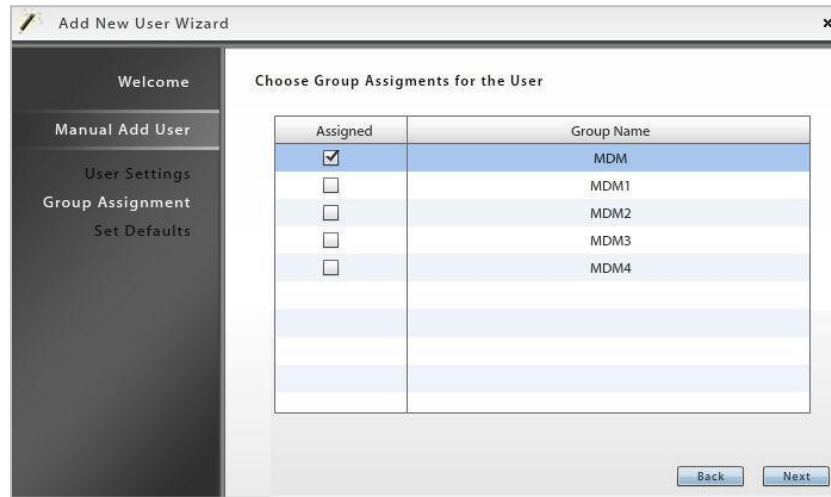 Add New User Wizard
Welcome
Manual Add User
User Settings
Group Assignment
Set Defaults
Choose Group Assigments for the User
Assigned Group Name
MDM
MDM1
MDM2
MDM3
MDM4
Back Next